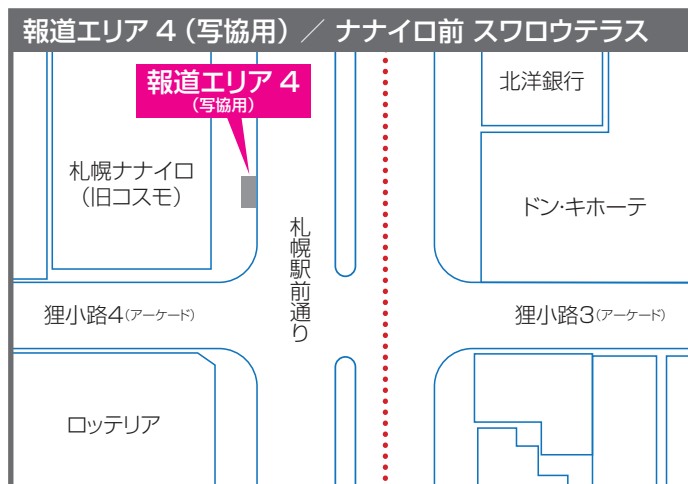 報道エリア 4（写協用）／ ナナイロ前 スワロウテラス
報道エリア 4
（写協用）
北洋銀行
札幌ナナイロ
（旧コスモ）
ドン・キホーテ
札幌駅前通り
狸小路4（アーケード）
狸小路3（アーケード）
ロッテリア